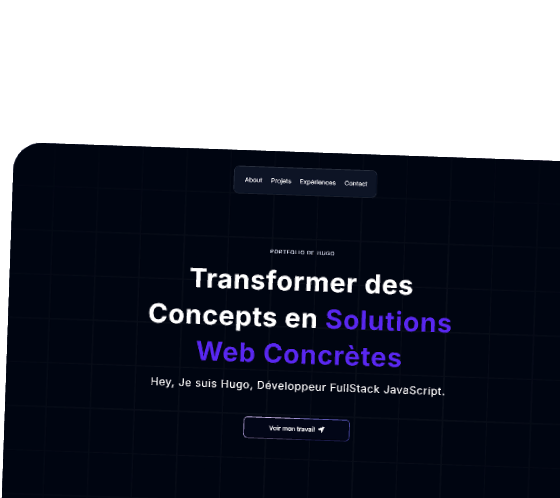 About Projets Expériences Contact
PORTFOLIO DE HUGO
Transformer des
Concepts en Solutions
Web Concrètes
Hey, Je suis Hugo, Développeur FullStack JavaScript.
Voir mon travail